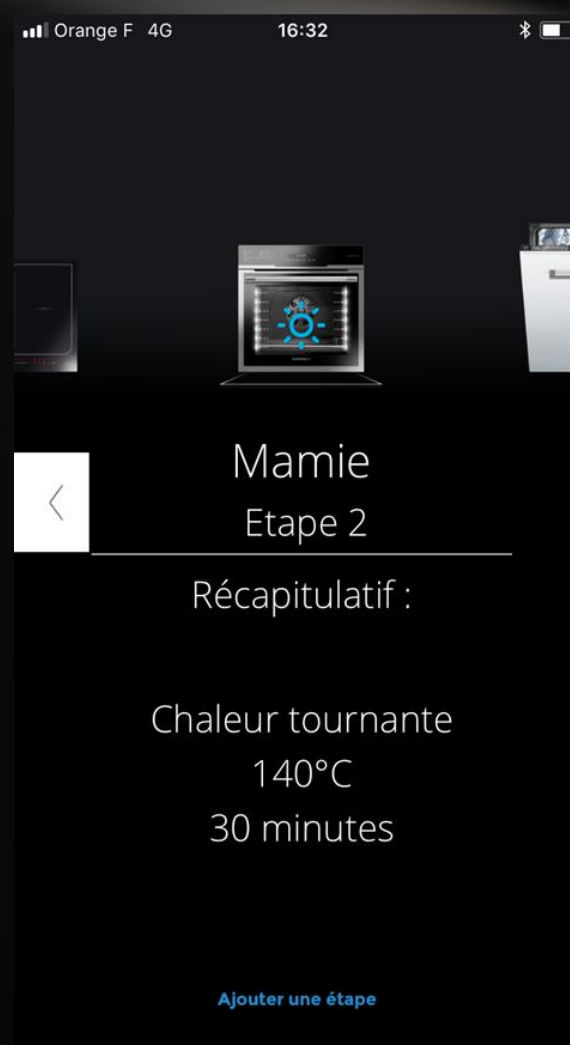 Orange F 4G 16:32
Mamie
Etape 2
Récapitulatif :
Chaleur tournante
140°C
30 minutes
Ajouter une étape